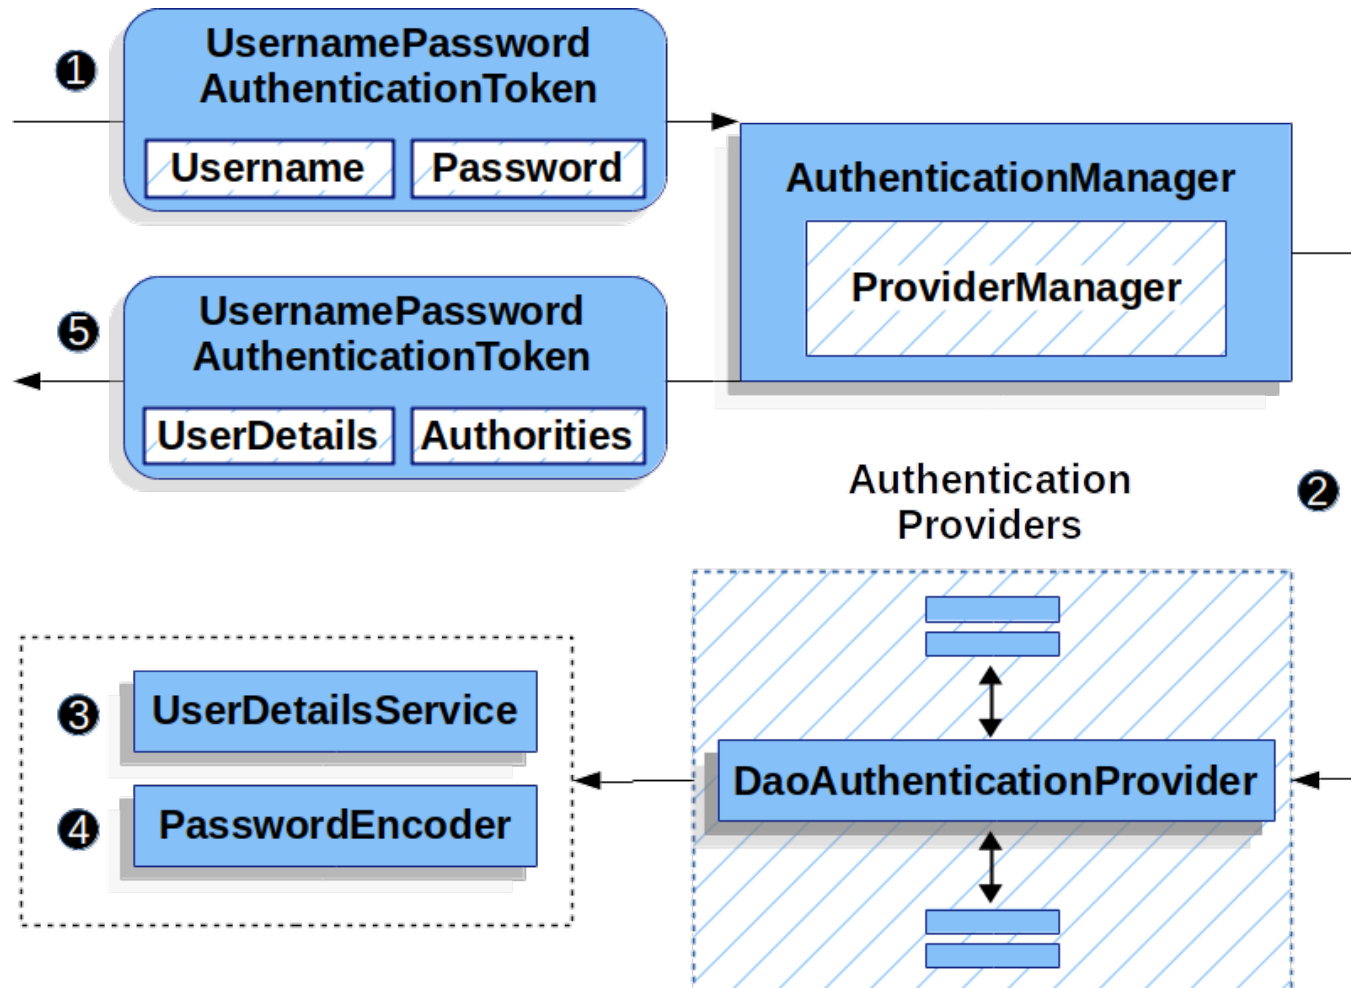 1
UsernamePassword
AuthenticationToken
Username
Password
AuthenticationManager
ProviderManager
5
UsernamePassword
AuthenticationToken
UserDetails
Authorities
Authentication
Providers
2
3
UserDetailsService
4
PasswordEncoder
DaoAuthenticationProvider